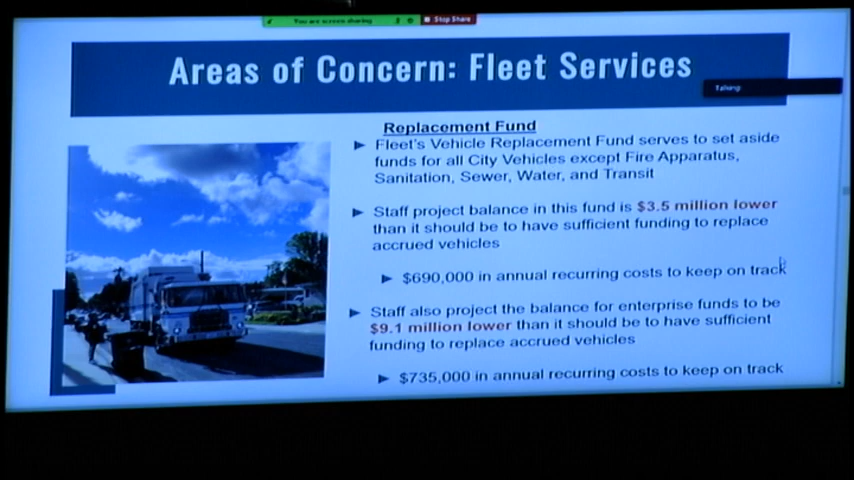 You are screen sharing
Stop Share
Areas of Concern: Fleet Services
Talking:
Replacement Fund
Fleet's Vehicle Replacement Fund serves to set aside
funds for all City Vehicles except Fire Apparatus,
Sanitation, Sewer, Water, and Transit
Staff project balance in this fund is $3.5 million lower
than it should be to have sufficient funding to replace
accrued vehicles
$690,000 in annual recurring costs to keep on track
Staff also project the balance for enterprise funds to be
$9.1 million lower than it should be to have sufficient
funding to replace accrued vehicles
$735,000 in annual recurring costs to keep on track